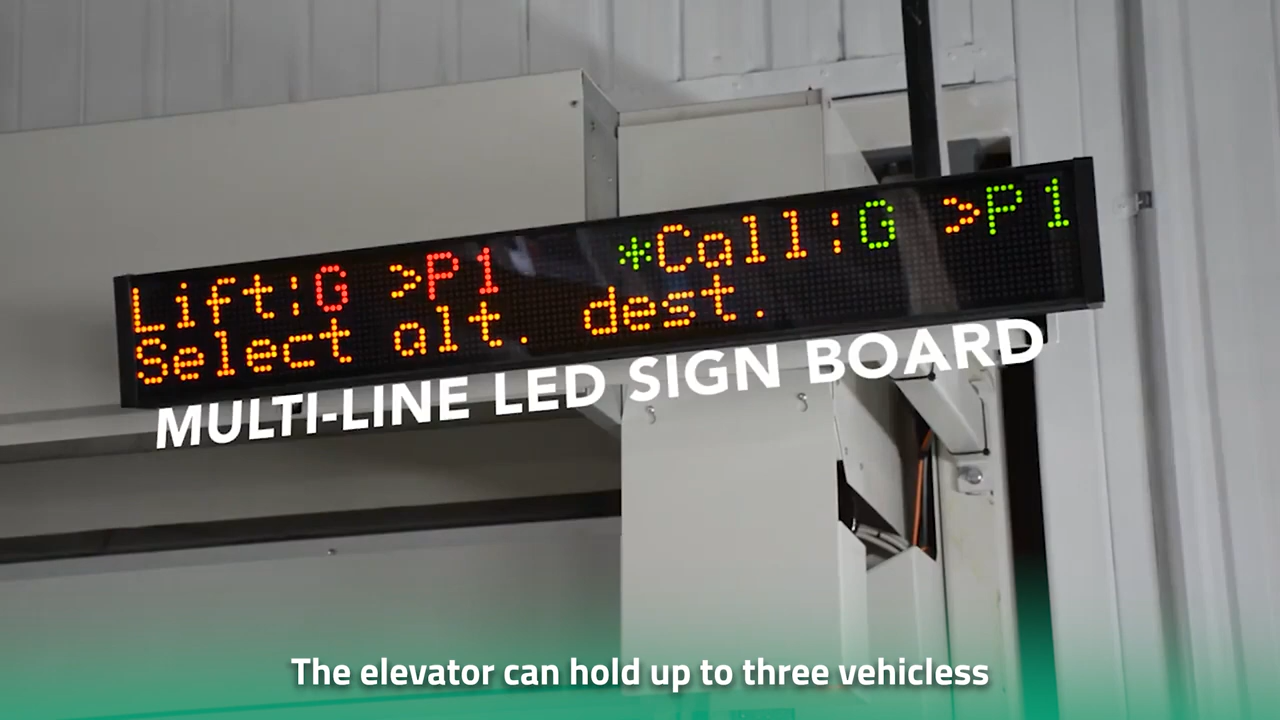 Lift:G >P1 *Call:G >P1
Select alt. dest.
MULTI-LINE LED SIGN BOARD
The elevator can hold up to three vehicless